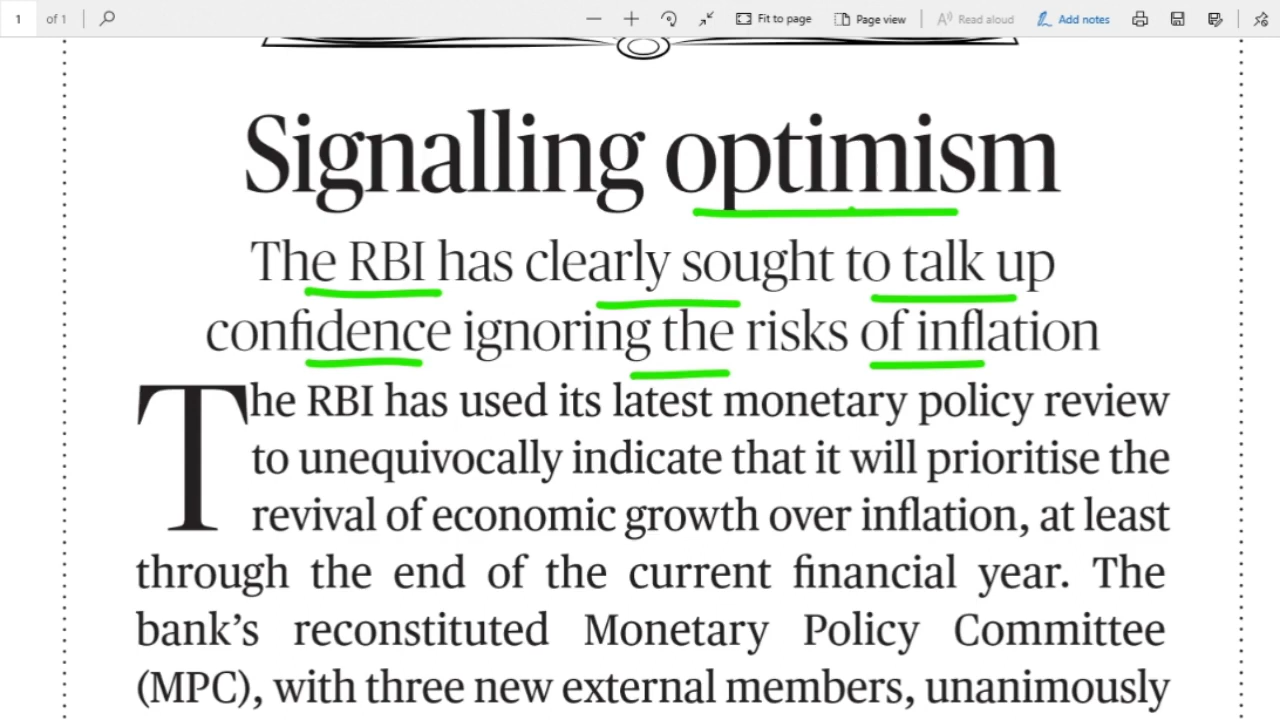 1 of 1 Fit to page Page view Read aloud Add notes
Signalling optimism
The RBI has clearly sought to talk up
confidence ignoring the risks of inflation
The RBI has used its latest monetary policy review
to unequivocally indicate that it will prioritise the
revival of economic growth over inflation, at least
through the end of the current financial year. The
bank’s reconstituted Monetary Policy Committee
(MPC), with three new external members, unanimously